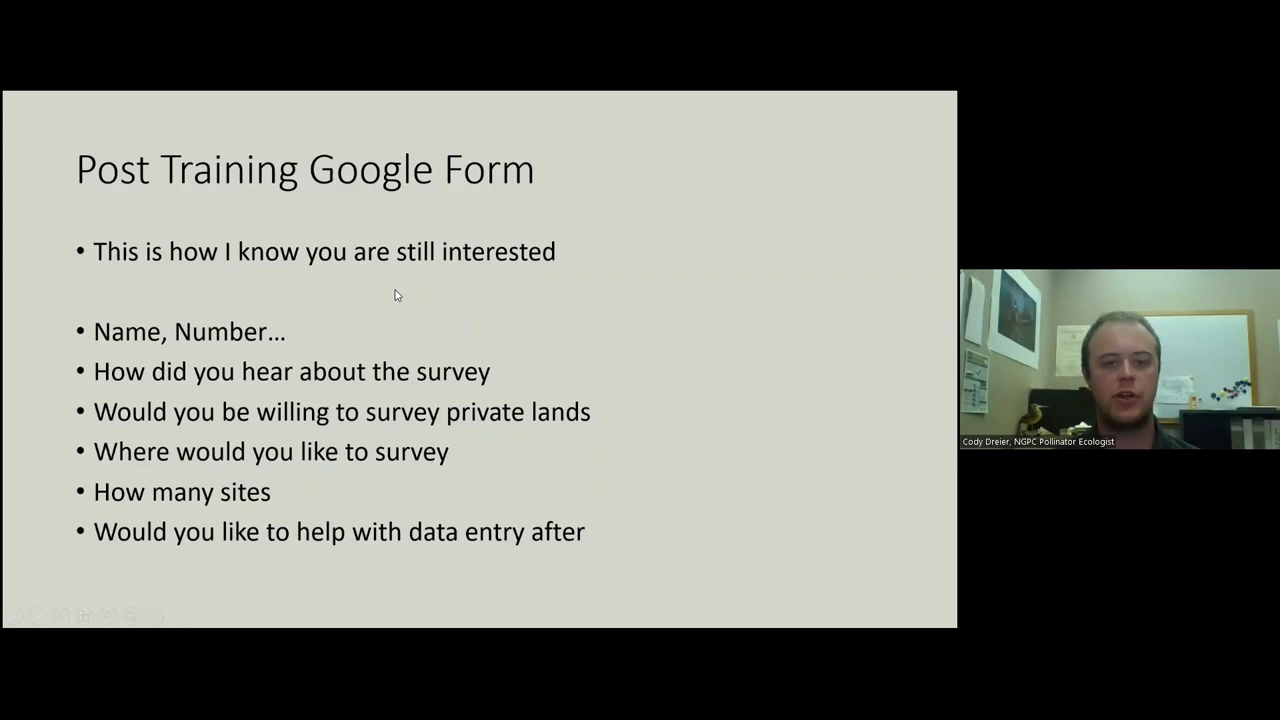 Post Training Google Form
• This is how I know you are still interested
• Name, Number…
• How did you hear about the survey
• Would you be willing to survey private lands
• Where would you like to survey
• How many sites
• Would you like to help with data entry after
Cody Dreier, NGPC Pollinator Ecologist